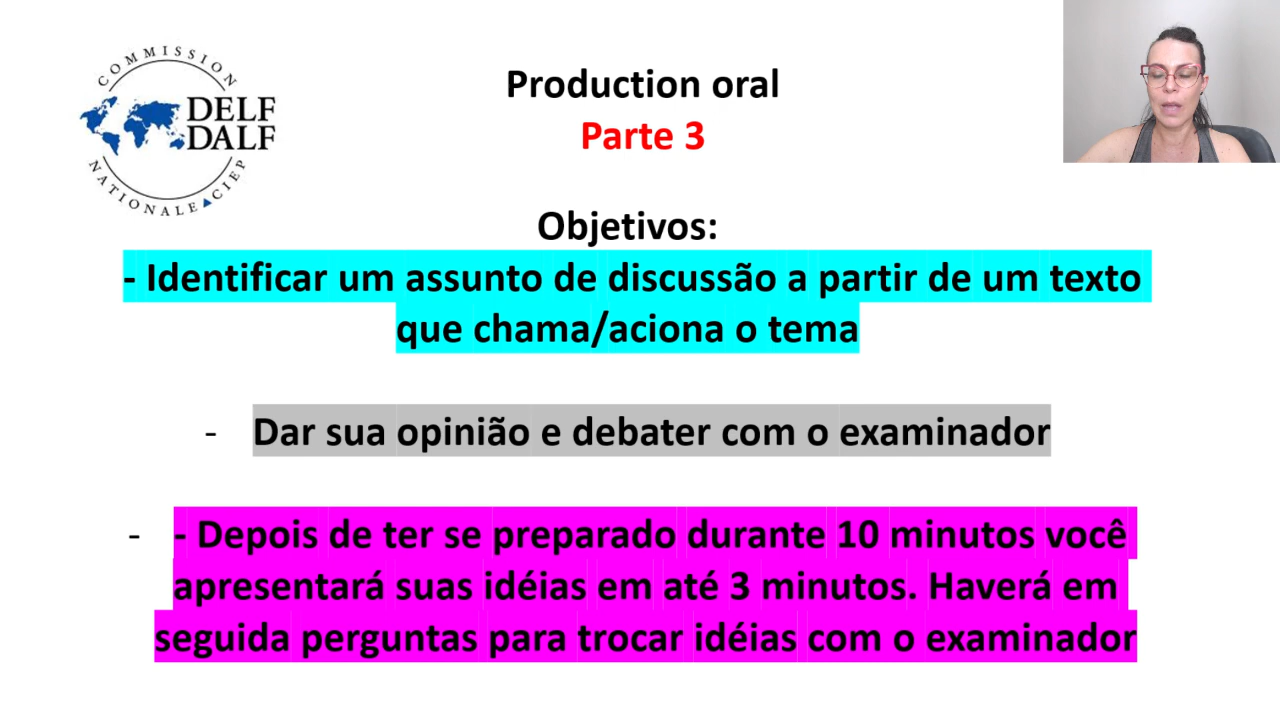 COMMISSION
DELF
DALF
NATIONALE CIEP
Production oral
Parte 3
Objetivos:
- Identificar um assunto de discussão a partir de um texto
que chama/aciona o tema
- Dar sua opinião e debater com o examinador
- - Depois de ter se preparado durante 10 minutos você
apresentará suas idéias em até 3 minutos. Haverá em
seguida perguntas para trocar idéias com o examinador